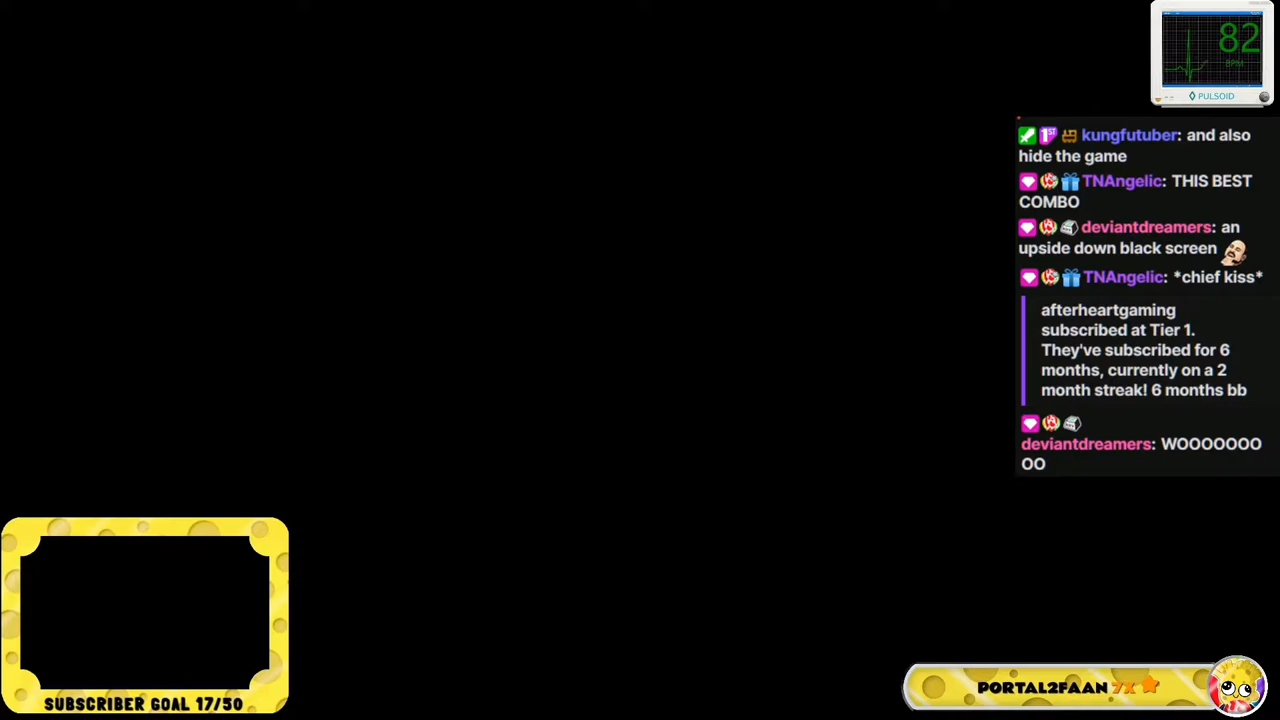 82
BPM
PULSOID
kungfutuber: and also
hide the game
TNAngelic: THIS BEST
COMBO
deviantdreamers: an
upside down black screen
TNAngelic: *chief kiss*
afterheartgaming
subscribed at Tier 1.
They've subscribed for 6
months, currently on a 2
month streak! 6 months bb
deviantdreamers: WOOOOOOO
OO
SUBSCRIBER GOAL 17/50
PORTAL2FAAN 7X